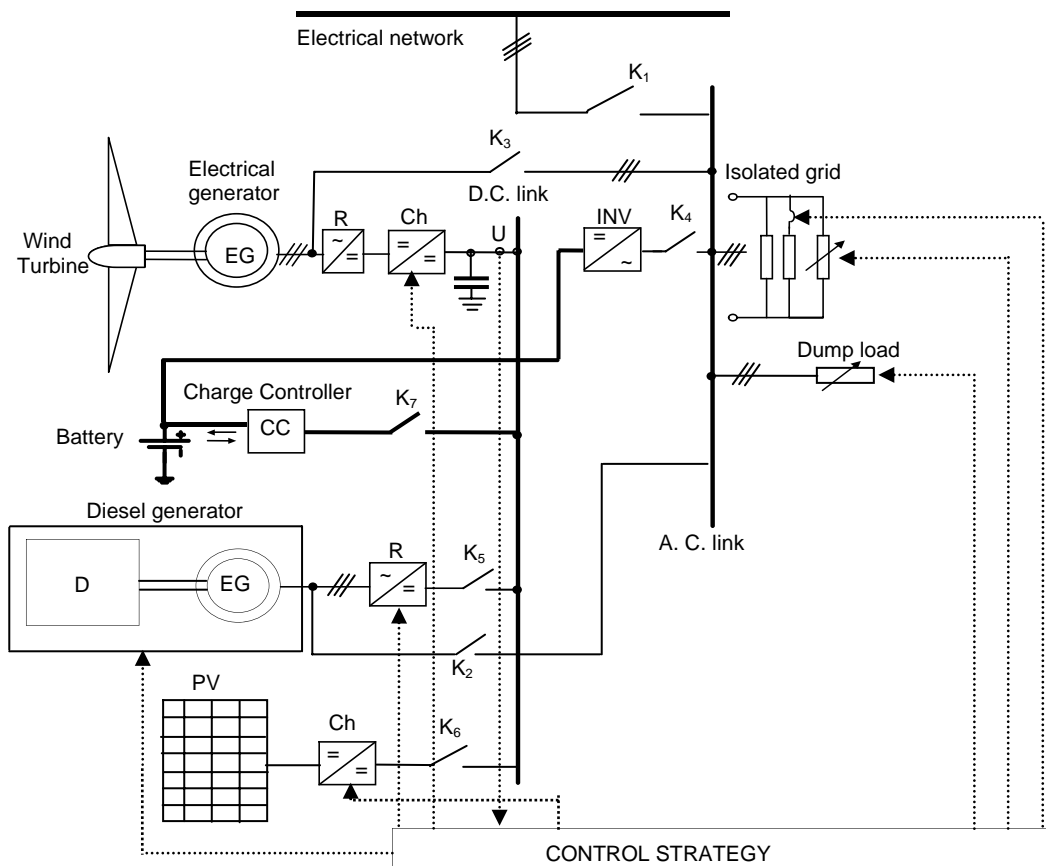 Electrical network
K1
K3
Electrical
generator
Isolated grid
D.C. link
R
Ch
U
INV
K4
Wind
Turbine
EG
~
=
=
=
=
~
Dump load
Charge Controller
K7
Battery
CC
+
Diesel generator
A. C. link
R
K5
D
EG
~
=
K2
PV
Ch
K6
=
=
CONTROL STRATEGY